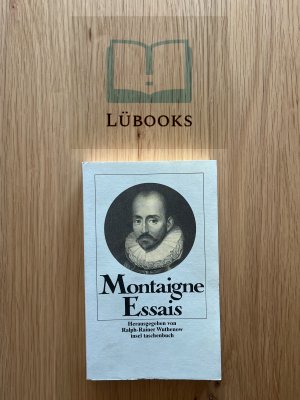 LÜBOOKS
Montaigne
Essais
Herausgegeben von
Ralph-Rainer Wuthenow
insel taschenbuch